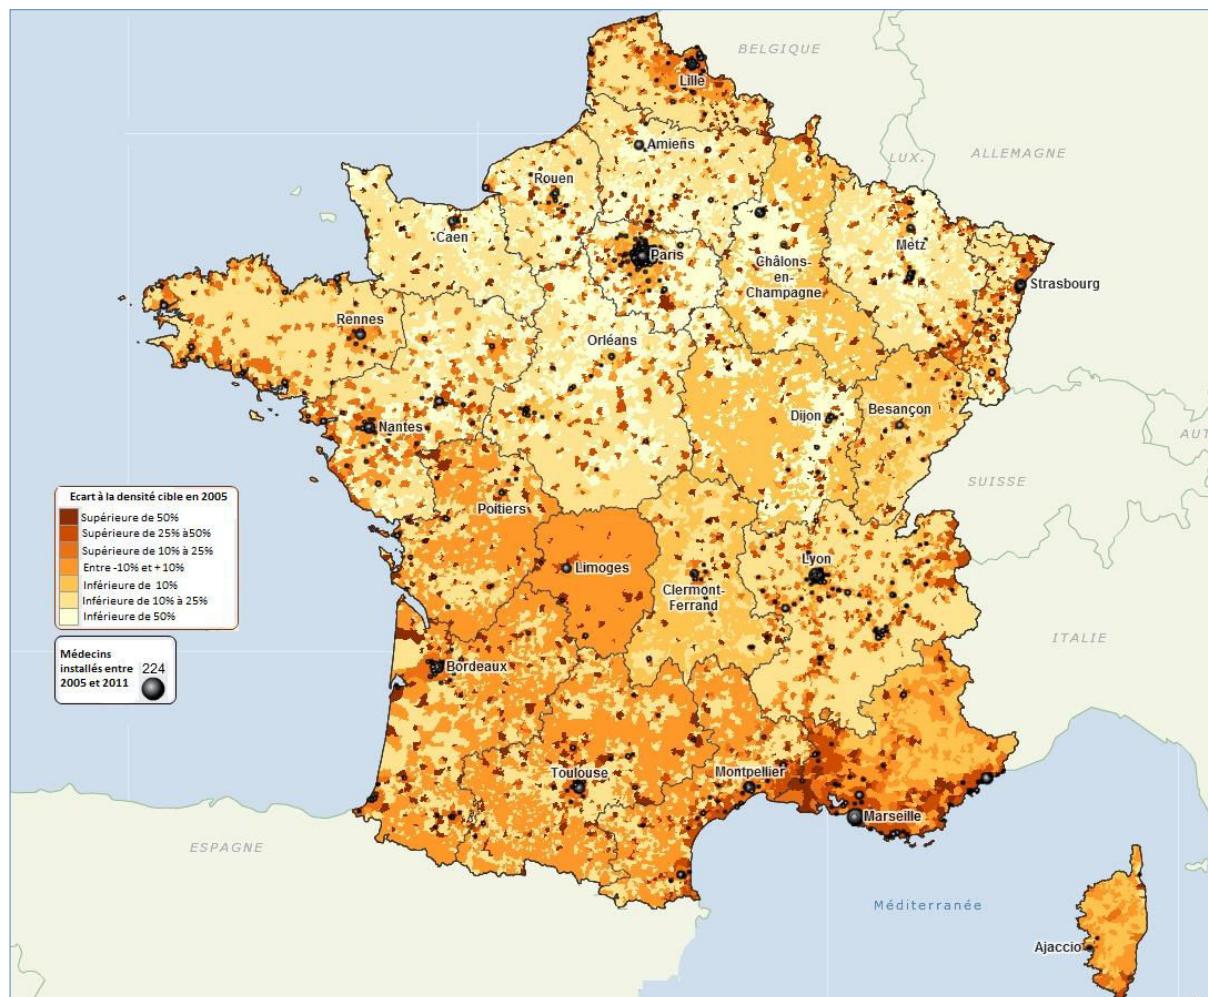 BELGIQUE
Lille
Amiens
LUX.
ALLEMAGNE
Rouen
Caen
Metz
Paris
Châlons-
en-
Champagne
Strasbourg
Rennes
Orléans
Dijon
Besançon
Nantes
AUT
SUISSE
Ecart à la densité cible en 2005
Supérieure de 50%
Supérieure de 25% à50%
Supérieure de 10% à 25%
Entre -10% et +10%
Inférieure de 10%
Inférieure de 10% à 25%
Inférieure de 50%
Poitiers
Limoges
Clermont-
Ferrand
Lyon
ITALIE
Médecins
installés entre
2005 et 2011
224
Bordeaux
Toulouse
Montpellier
Marseille
ESPAGNE
Méditerranée
Ajaccio